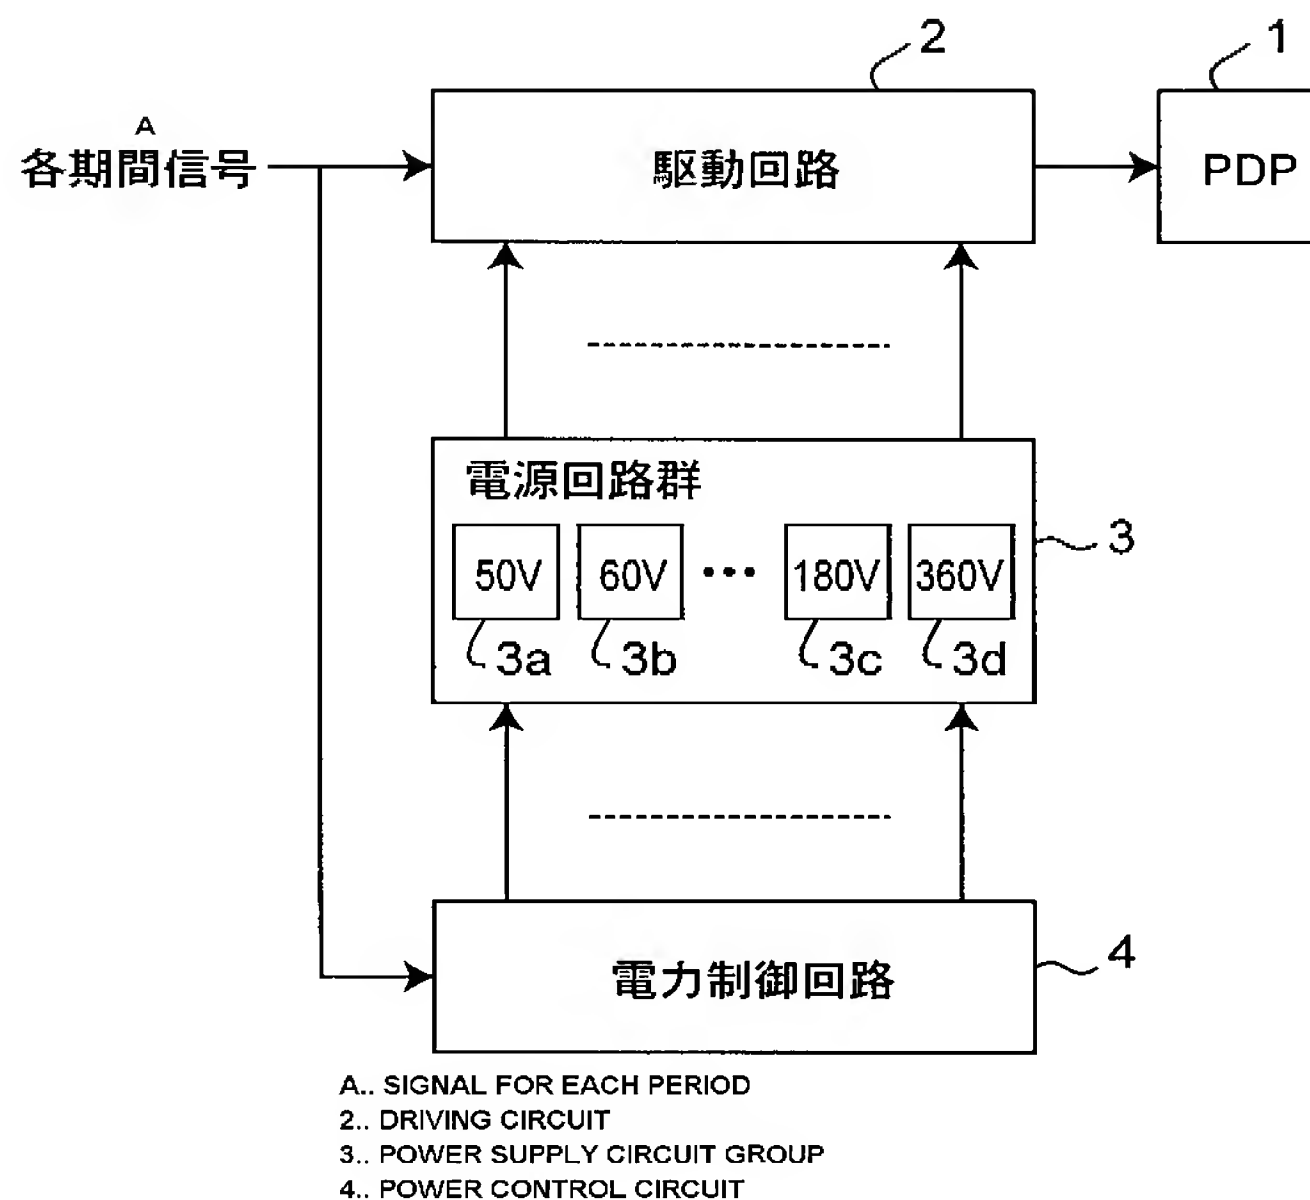 2
1
A
各期間信号
駆動回路
PDP
電源回路群
50V 60V ••• 180V 360V
3
3a 3b 3c 3d
電力制御回路
4
A.. SIGNAL FOR EACH PERIOD
2.. DRIVING CIRCUIT
3.. POWER SUPPLY CIRCUIT GROUP
4.. POWER CONTROL CIRCUIT